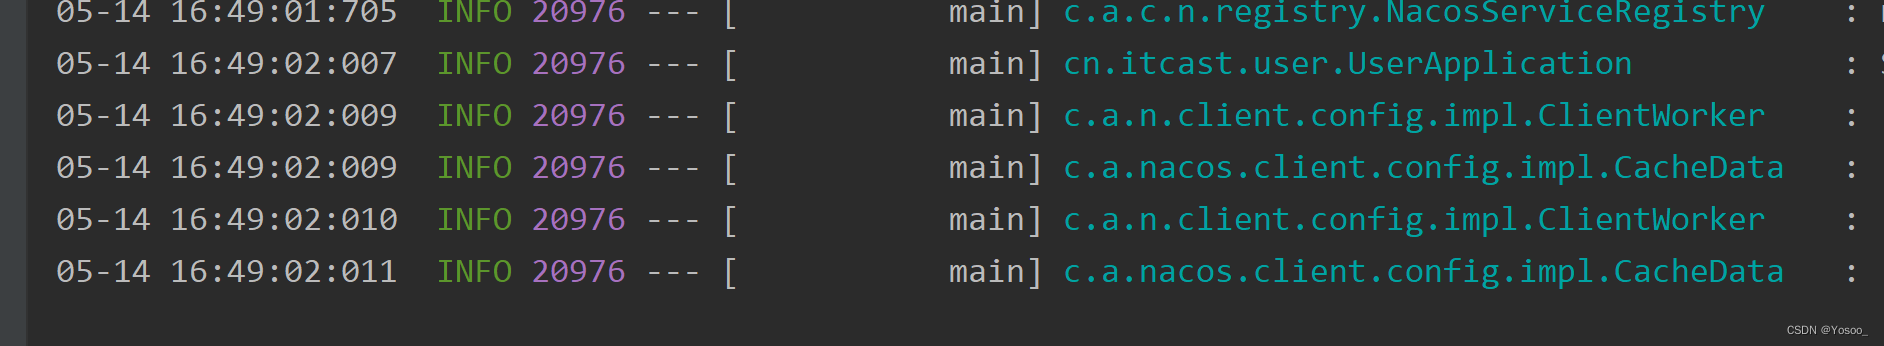 05-14 16:49:01:705  INFO 20976 --- [           main] c.a.c.n.registry.NacosServiceRegistry    :
05-14 16:49:02:007  INFO 20976 --- [           main] cn.itcast.user.UserApplication           :
05-14 16:49:02:009  INFO 20976 --- [           main] c.a.n.client.config.impl.ClientWorker    :
05-14 16:49:02:009  INFO 20976 --- [           main] c.a.nacos.client.config.impl.CacheData   :
05-14 16:49:02:010  INFO 20976 --- [           main] c.a.n.client.config.impl.ClientWorker    :
05-14 16:49:02:011  INFO 20976 --- [           main] c.a.nacos.client.config.impl.CacheData   :
CSDN @Yosoo_